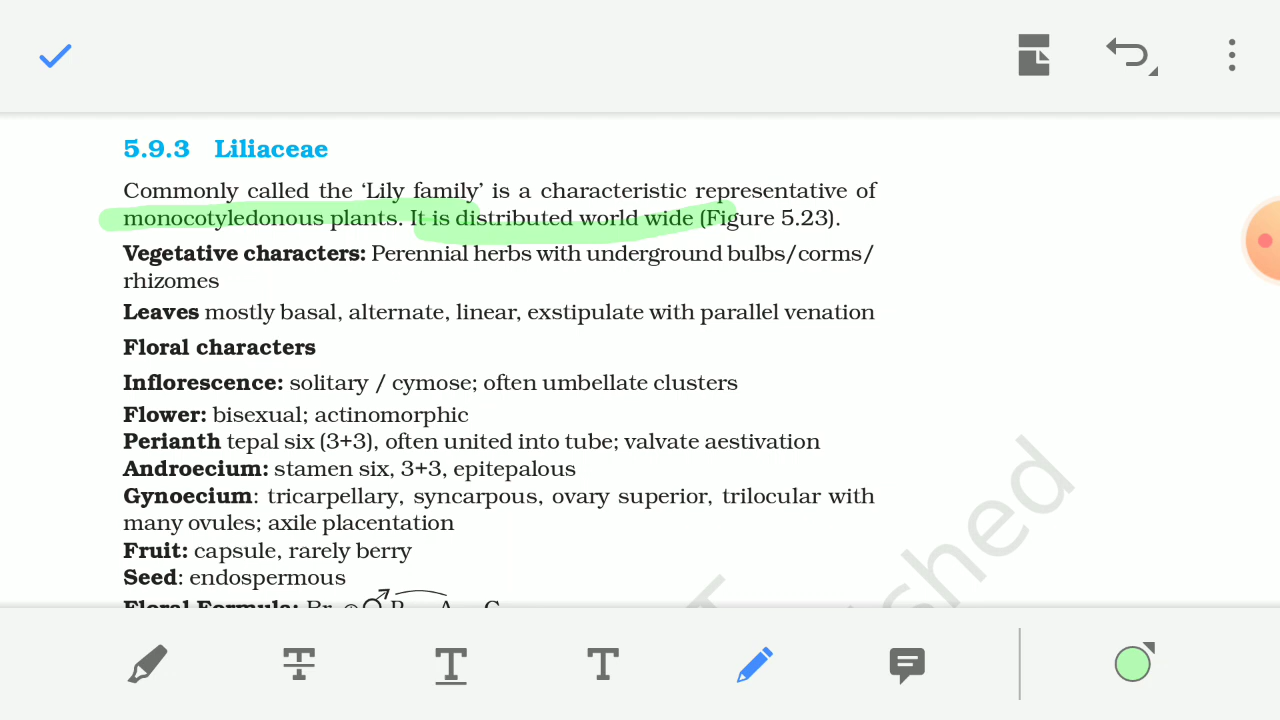 5.9.3 Liliaceae
Commonly called the ‘Lily family’ is a characteristic representative of
monocotyledonous plants. It is distributed world wide (Figure 5.23).
Vegetative characters: Perennial herbs with underground bulbs/corms/
rhizomes
Leaves mostly basal, alternate, linear, exstipulate with parallel venation
Floral characters
Inflorescence: solitary / cymose; often umbellate clusters
Flower: bisexual; actinomorphic
Perianth tepal six (3+3), often united into tube; valvate aestivation
Androecium: stamen six, 3+3, epitepalous
Gynoecium: tricarpellary, syncarpous, ovary superior, trilocular with
many ovules; axile placentation
Fruit: capsule, rarely berry
Seed: endospermous
Floral Formula: Br